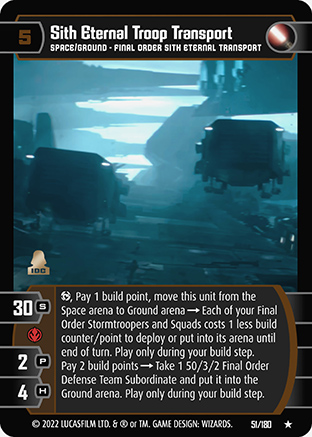 5
Sith Eternal Troop Transport
SPACE/GROUND - FINAL ORDER SITH ETERNAL TRANSPORT
IDC
30 S
2 P
4 H
, Pay 1 build point, move this unit from the
Space arena to Ground arena → Each of your Final
Order Stormtroopers and Squads costs 1 less build
counter/point to deploy or put into its arena until
end of turn. Play only during your build step.
Pay 2 build points → Take 1 50/3/2 Final Order
Defense Team Subordinate and put it into the
Ground arena. Play only during your build step.
© 2022 LUCASFILM LTD. & ® or TM. GAME DESIGN: WIZARDS. 51/180 ★